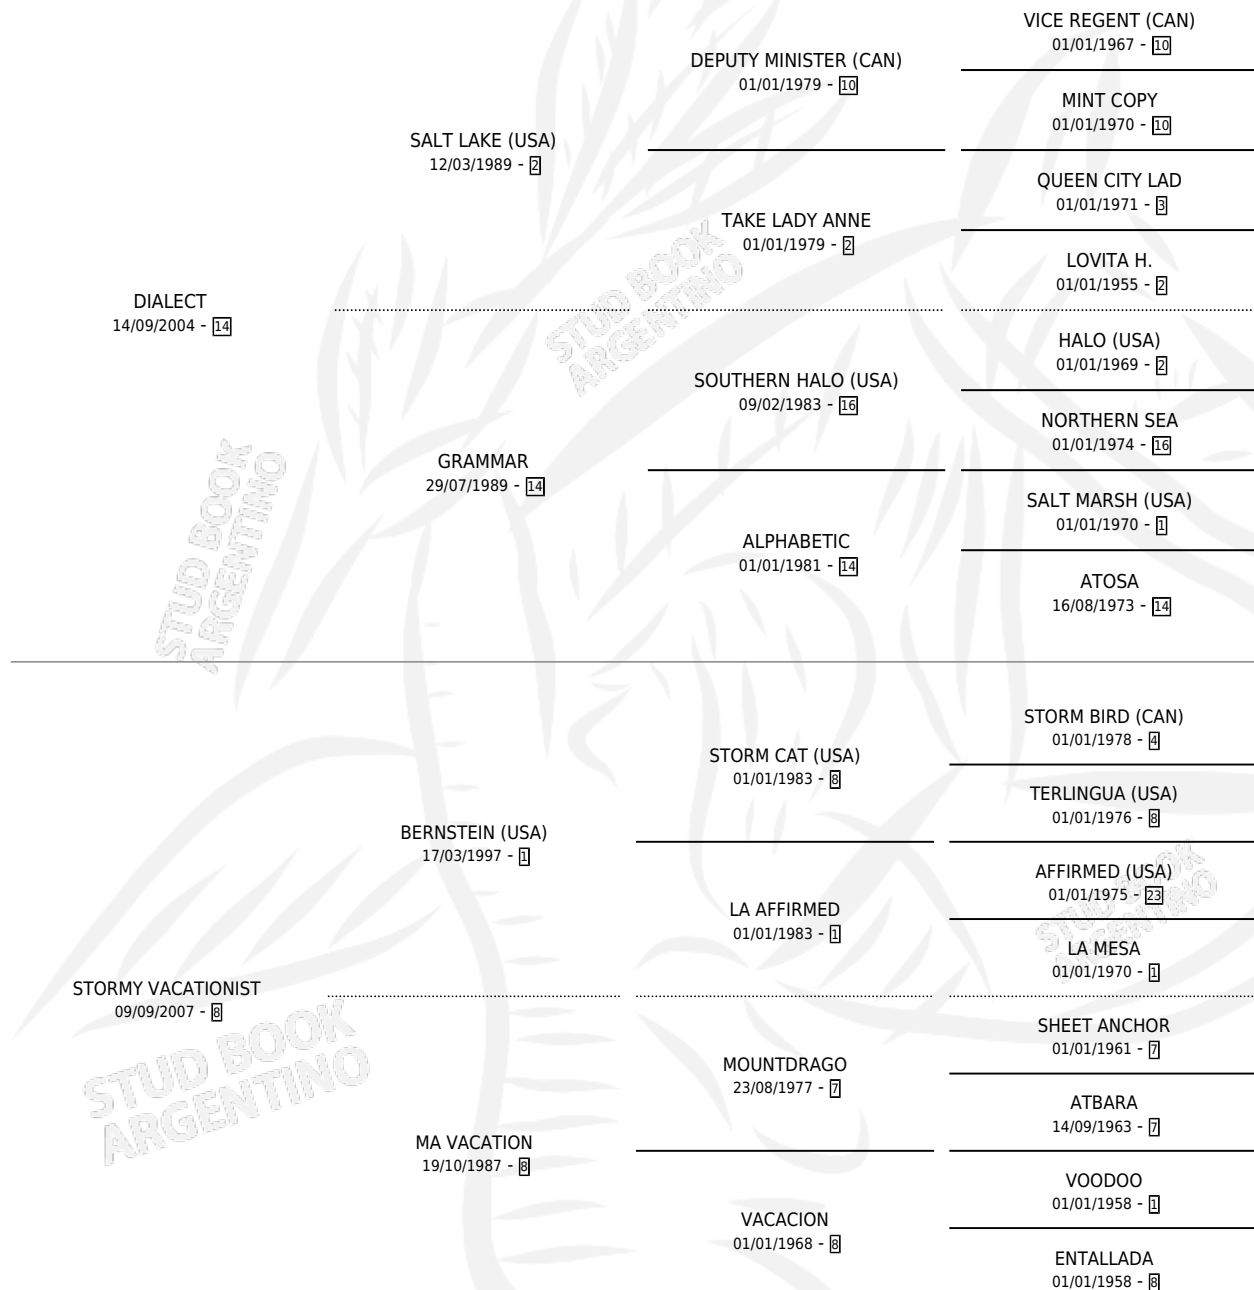 VICE REGENT (CAN)
01/01/1967 - 10
DEPUTY MINISTER (CAN)
01/01/1979 - 10
MINT COPY
01/01/1970 - 10
SALT LAKE (USA)
12/03/1989 - 2
QUEEN CITY LAD
01/01/1971 - 3
TAKE LADY ANNE
01/01/1979 - 2
LOVITA H.
01/01/1955 - 2
DIALECT
14/09/2004 - 14
HALO (USA)
01/01/1969 - 2
SOUTHERN HALO (USA)
09/02/1983 - 16
NORTHERN SEA
01/01/1974 - 16
GRAMMAR
29/07/1989 - 14
SALT MARSH (USA)
01/01/1970 - 1
ALPHABETIC
01/01/1981 - 14
ATOSA
16/08/1973 - 14
STORM BIRD (CAN)
01/01/1978 - 4
STORM CAT (USA)
01/01/1983 - 8
TERLINGUA (USA)
01/01/1976 - 8
BERNSTEIN (USA)
17/03/1997 - 1
AFFIRMED (USA)
01/01/1975 - 23
LA AFFIRMED
01/01/1983 - 1
LA MESA
01/01/1970 - 1
STORMY VACATIONIST
09/09/2007 - 8
SHEET ANCHOR
01/01/1961 - 7
MOUNTDRAGO
23/08/1977 - 7
ATBARA
14/09/1963 - 7
MA VACATION
19/10/1987 - 8
VOODOO
01/01/1958 - 1
VACACION
01/01/1968 - 8
ENTALLADA
01/01/1958 - 8
STUD BOOK
ARGENTINO
STUD BOOK
ARGENTINO
STUD BOOK
ARGENTINO
STUD BOOK
ARGENTINO